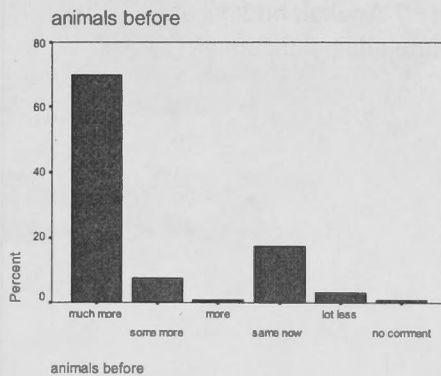 animals before
80
60
40
20
0
Percent
much more
some more
more
same now
lot less
no comment
animals before